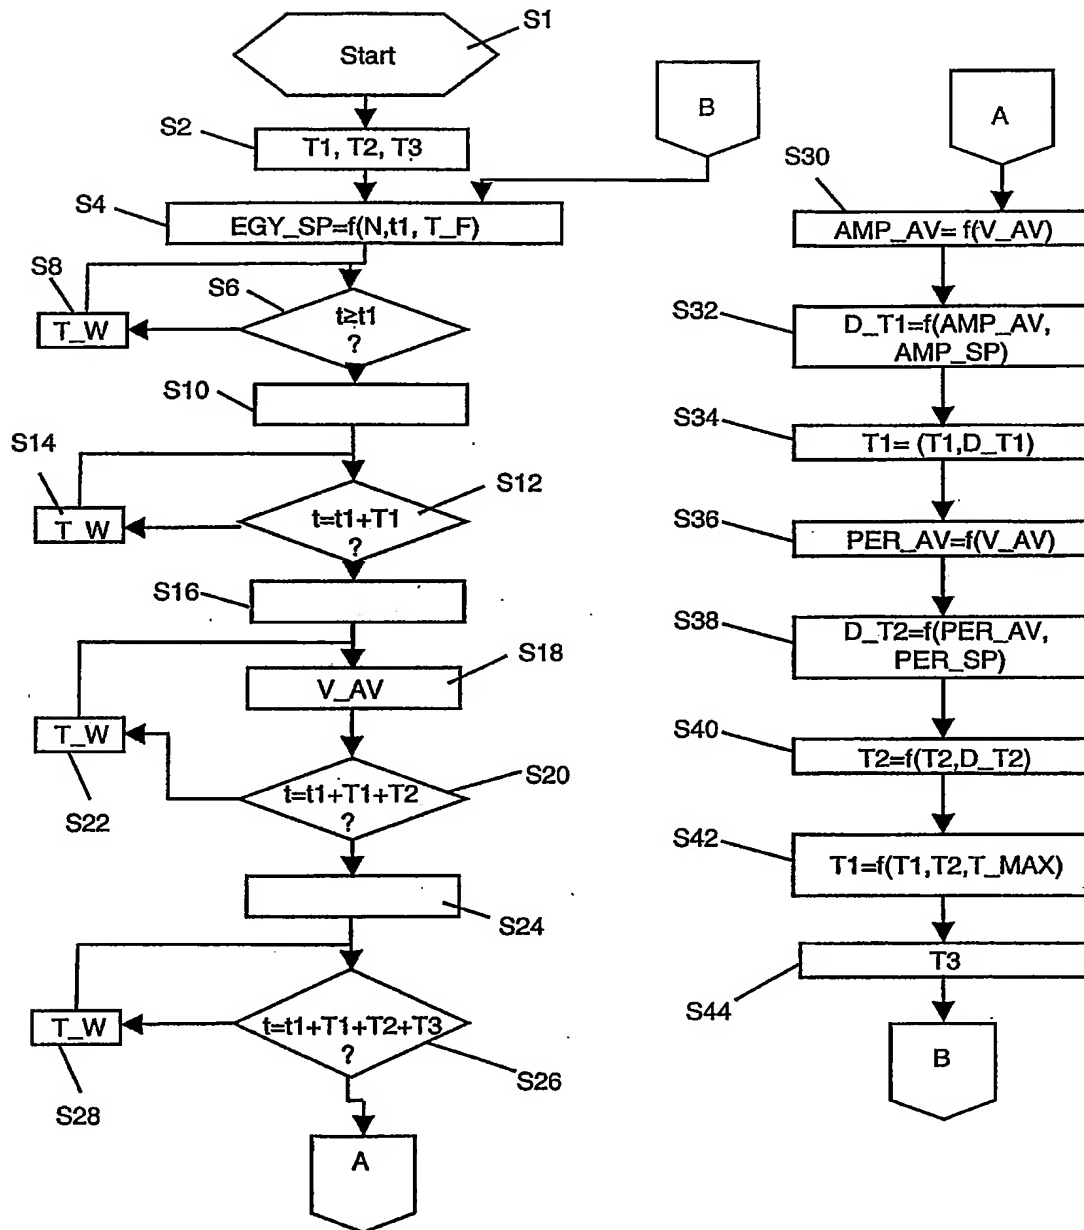 S1
Start
S2
T1, T2, T3
S4
EGY_SP=f(N,t1, T_F)
S8
T_W
S6
t≥t1
?
S10
S14
T_W
S12
t=t1+T1
?
S16
S18
V_AV
T_W
S22
S20
t=t1+T1+T2
?
S24
T_W
S28
t=t1+T1+T2+T3
?
S26
A
B
A
S30
AMP_AV= f(V_AV)
S32
D_T1=f(AMP_AV,
AMP_SP)
S34
T1= (T1,D_T1)
S36
PER_AV=f(V_AV)
S38
D_T2=f(PER_AV,
PER_SP)
S40
T2=f(T2,D_T2)
S42
T1=f(T1,T2,T_MAX)
T3
S44
B